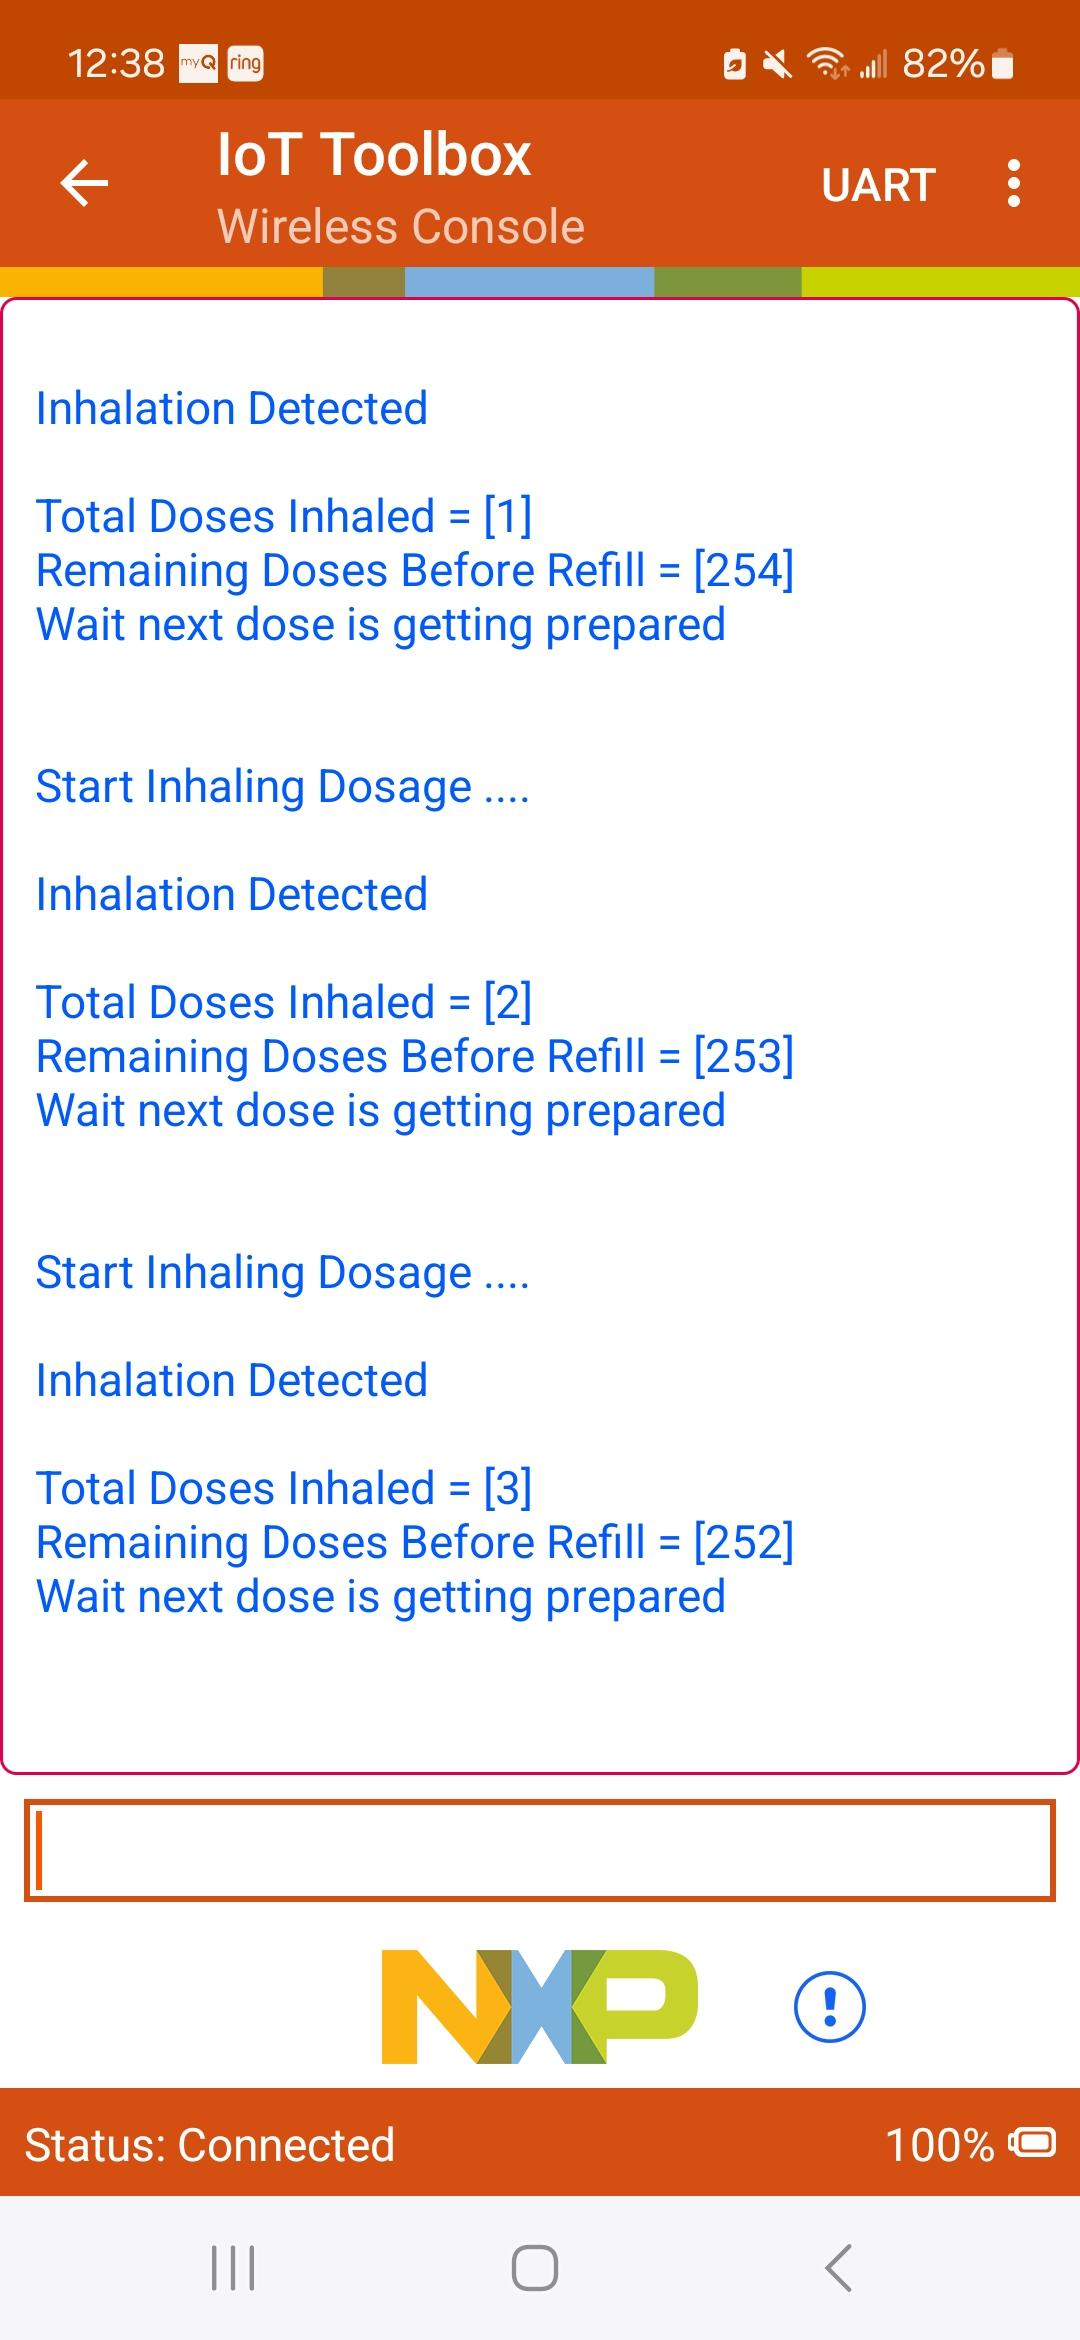 12:38 myQ ring 82%
IoT Toolbox
Wireless Console
UART
Inhalation Detected
Total Doses Inhaled = [1]
Remaining Doses Before Refill = [254]
Wait next dose is getting prepared
Start Inhaling Dosage ....
Inhalation Detected
Total Doses Inhaled = [2]
Remaining Doses Before Refill = [253]
Wait next dose is getting prepared
Start Inhaling Dosage ....
Inhalation Detected
Total Doses Inhaled = [3]
Remaining Doses Before Refill = [252]
Wait next dose is getting prepared
NXP
Status: Connected 100%